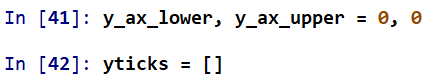 In [41]: y_ax_lower, y_ax_upper = 0, 0
In [42]: yticks = []